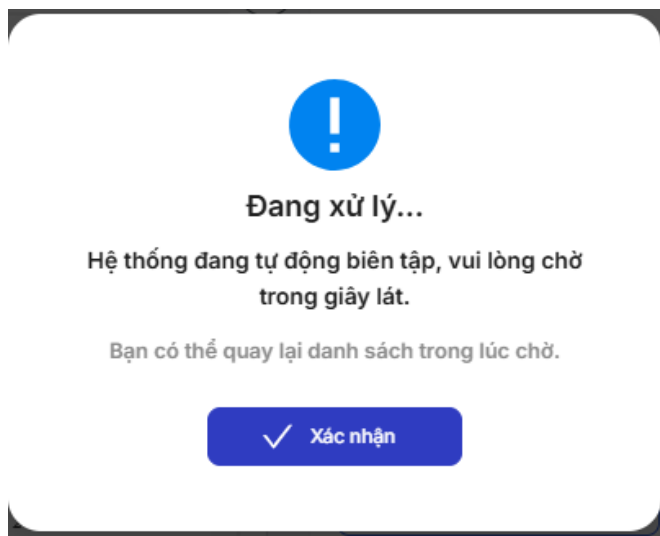 Đang xử lý...
Hệ thống đang tự động biên tập, vui lòng chờ
trong giây lát.
Bạn có thể quay lại danh sách trong lúc chờ.
Xác nhận